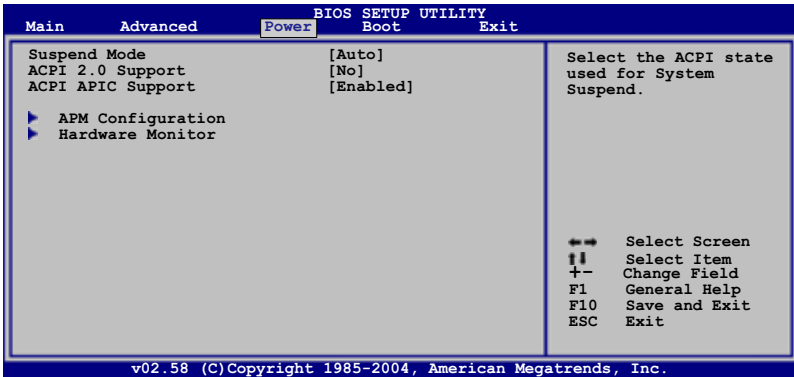 BIOS SETUP UTILITY
Main Advanced Power Boot Exit
Suspend Mode [Auto]
ACPI 2.0 Support [No]
ACPI APIC Support [Enabled]
APM Configuration
Hardware Monitor
Select the ACPI state
used for System
Suspend.
Select Screen
Select Item
+- Change Field
F1 General Help
F10 Save and Exit
ESC Exit
v02.58 (C)Copyright 1985-2004, American Megatrends, Inc.